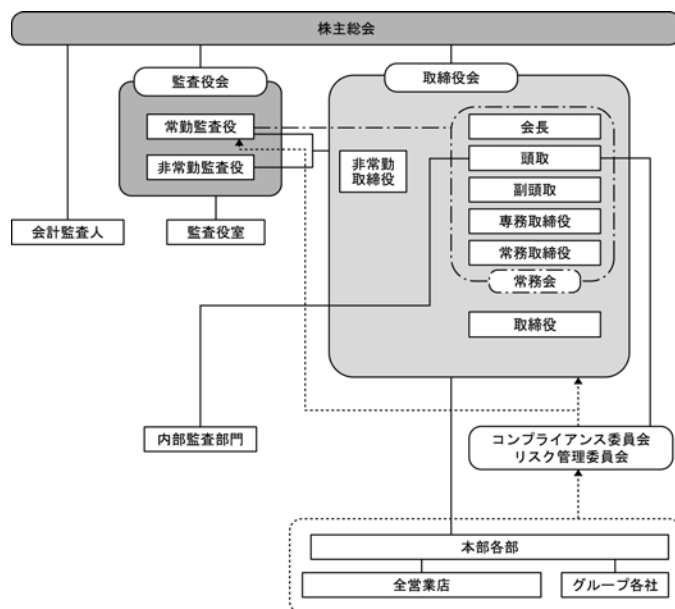 株主総会
監査役会
取締役会
常勤監査役
会長
非常勤
取締役
頭取
非常勤監査役
副頭取
会計監査人
監査役室
専務取締役
常務取締役
常務会
取締役
内部監査部門
コンプライアンス委員会
リスク管理委員会
本部各部
全営業店
グループ各社